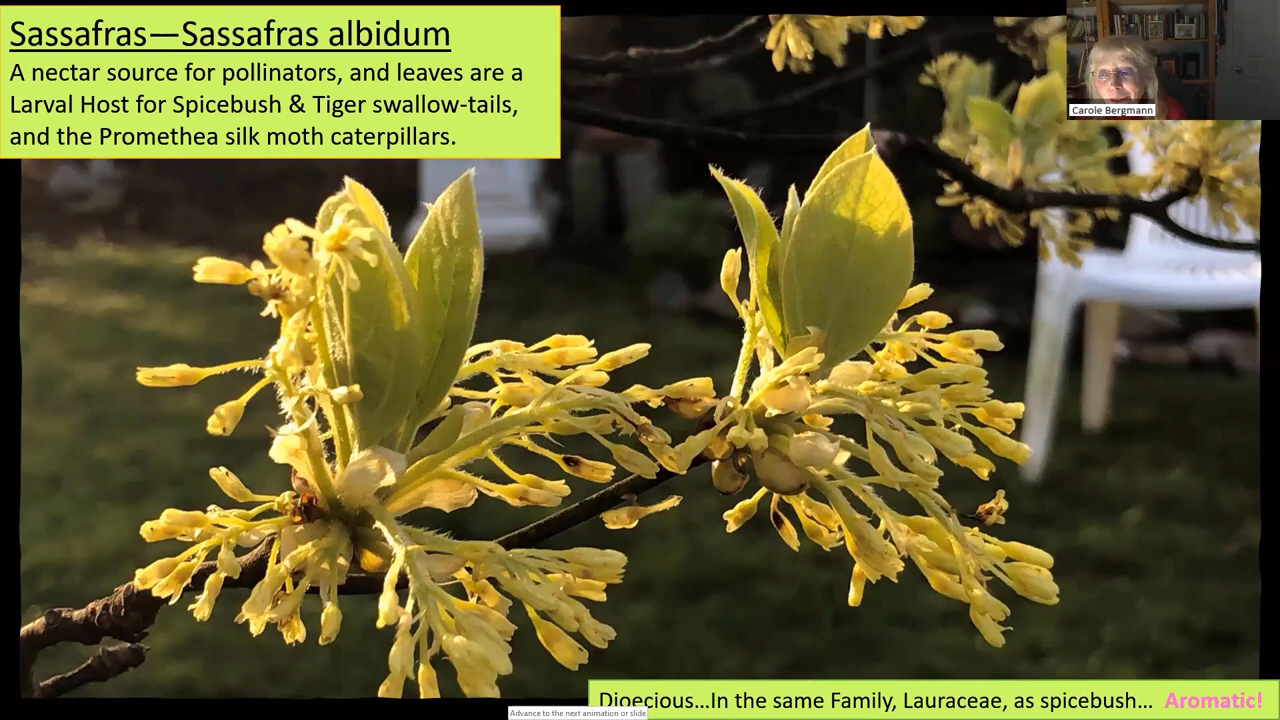 Sassafras—Sassafras albidum
A nectar source for pollinators, and leaves are a
Larval Host for Spicebush & Tiger swallow-tails,
and the Promethea silk moth caterpillars.
Carole Bergmann
Dioecious...In the same Family, Lauraceae, as spicebush... Aromatic!
Advance to the next animation or slide